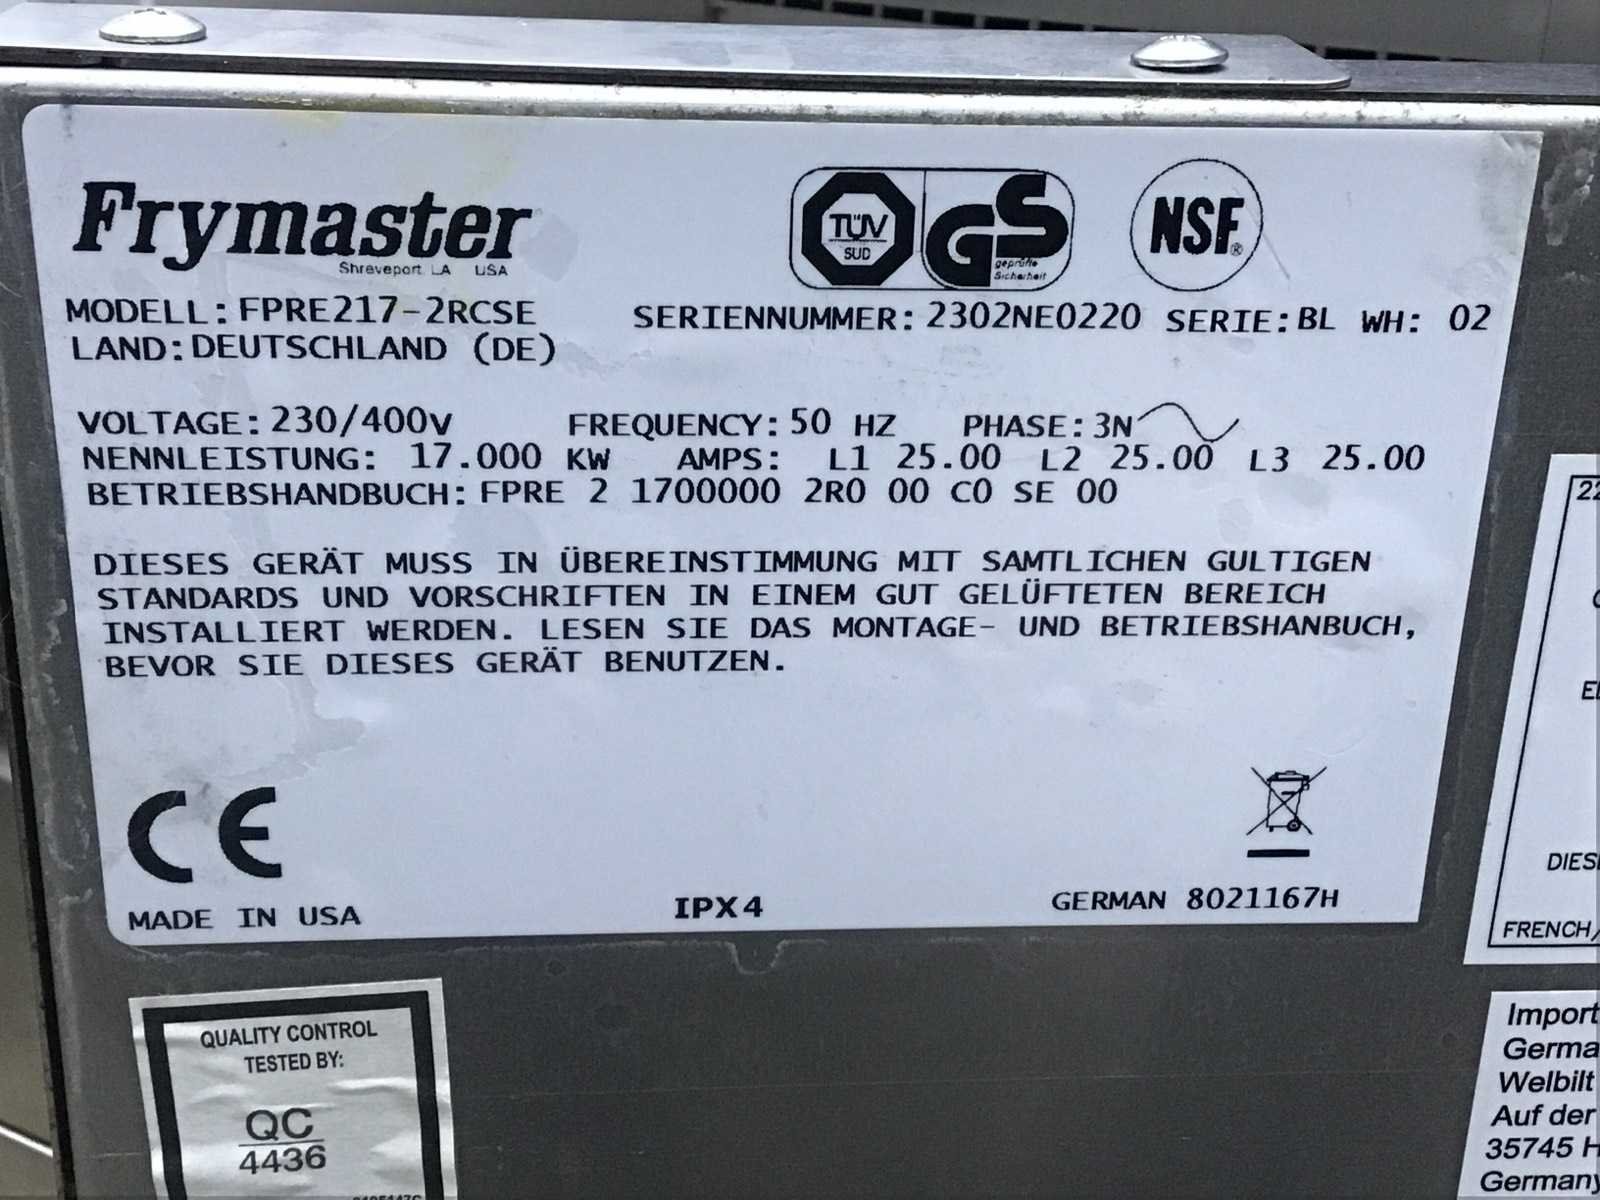 Frymaster
Shreveport LA USA
TÜV
SUD
GS
geprüfte
Sicherheit
NSF®
MODELL: FPRE217-2RCSE SERIENNUMMER: 2302NE0220 SERIE: BL WH: 02
LAND: DEUTSCHLAND (DE)
VOLTAGE: 230/400V FREQUENCY: 50 HZ PHASE: 3N
NENNLEISTUNG: 17.000 KW AMPS: L1 25.00 L2 25.00 L3 25.00
BETRIEBSHANDBUCH: FPRE 2 1700000 2R0 00 C0 SE 00
DIESES GERÄT MUSS IN ÜBEREINSTIMMUNG MIT SAMTLICHEN GULTIGEN
STANDARDS UND VORSCHRIFTEN IN EINEM GUT GELÜFTETEN BEREICH
INSTALLIERT WERDEN. LESEN SIE DAS MONTAGE- UND BETRIEBSHANBUCH,
BEVOR SIE DIESES GERÄT BENUTZEN.
CE
MADE IN USA IPX4 GERMAN 8021167H
QUALITY CONTROL
TESTED BY:
QC
4436
22
DIES
FRENCH/
Import
Germa
Welbilt
Auf der
35745 H
Germany